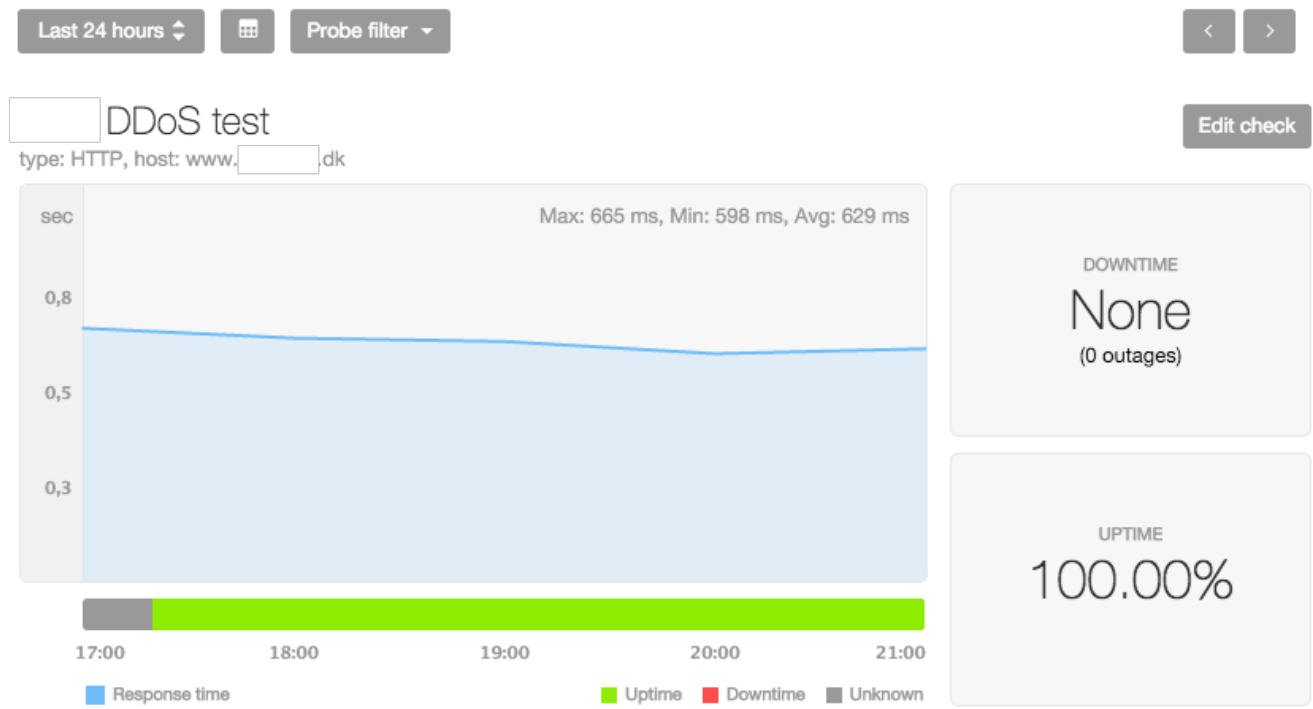 Last 24 hours
Probe filter
DDoS test
Edit check
type: HTTP, host: www. .dk
sec
Max: 665 ms, Min: 598 ms, Avg: 629 ms
0,8
0,5
0,3
DOWNTIME
None
(0 outages)
UPTIME
100.00%
17:00 18:00 19:00 20:00 21:00
Response time Uptime Downtime Unknown